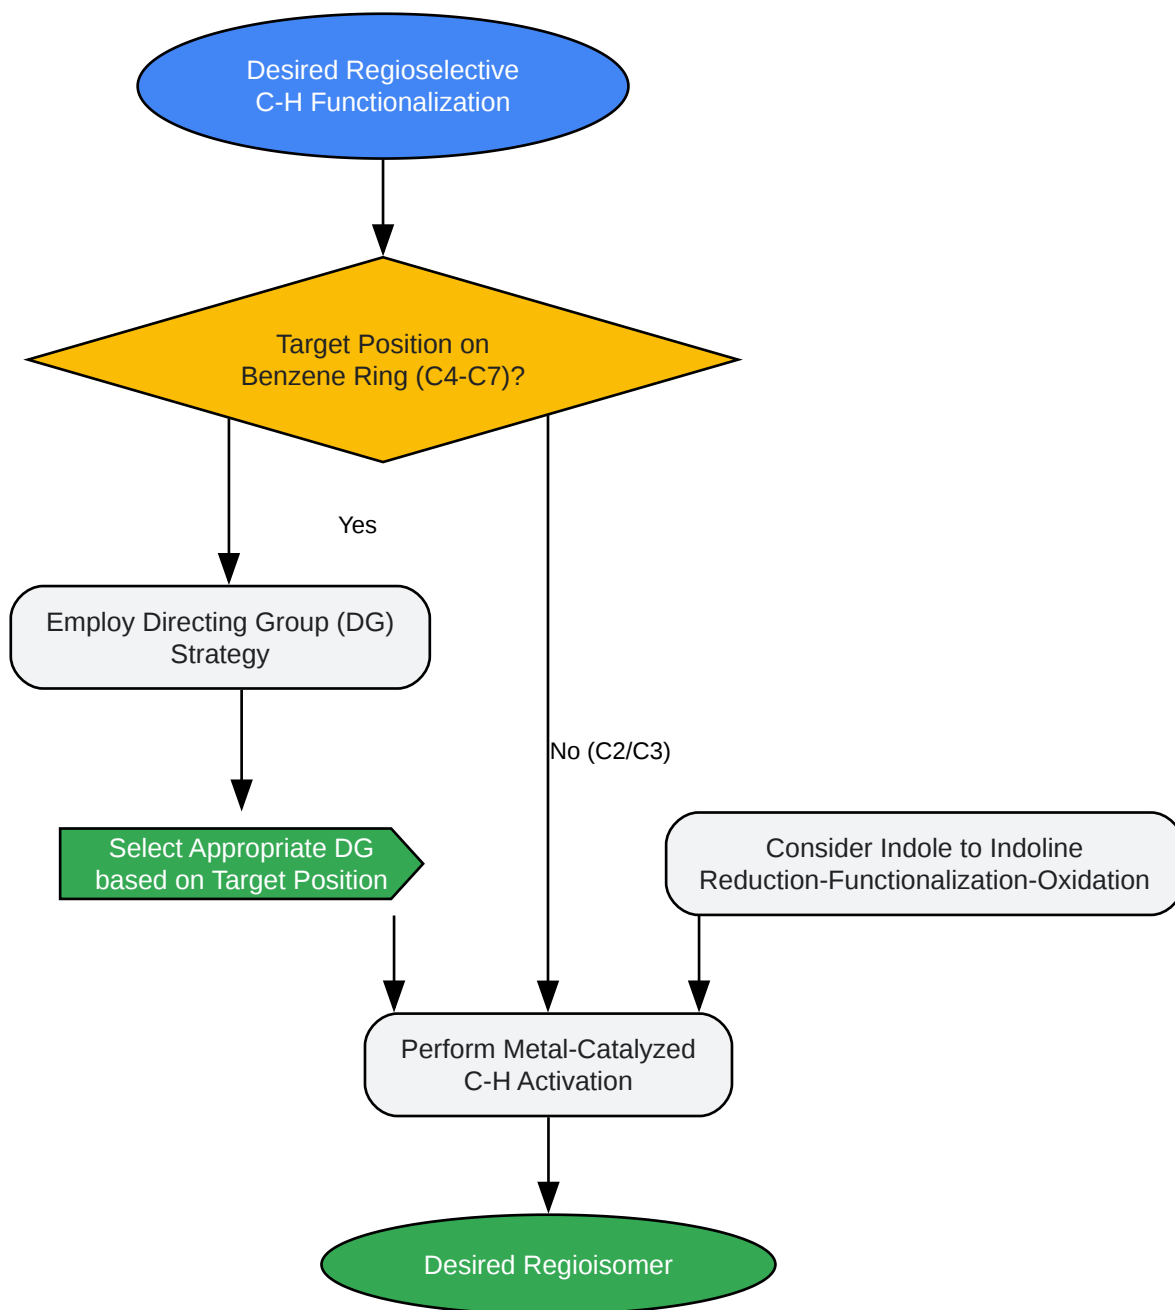 Desired Regioselective
C-H Functionalization
Target Position on
Benzene Ring (C4-C7)?
Yes
Employ Directing Group (DG)
Strategy
No (C2/C3)
Select Appropriate DG
based on Target Position
Consider Indole to Indoline
Reduction-Functionalization-Oxidation
Perform Metal-Catalyzed
C-H Activation
Desired Regioisomer